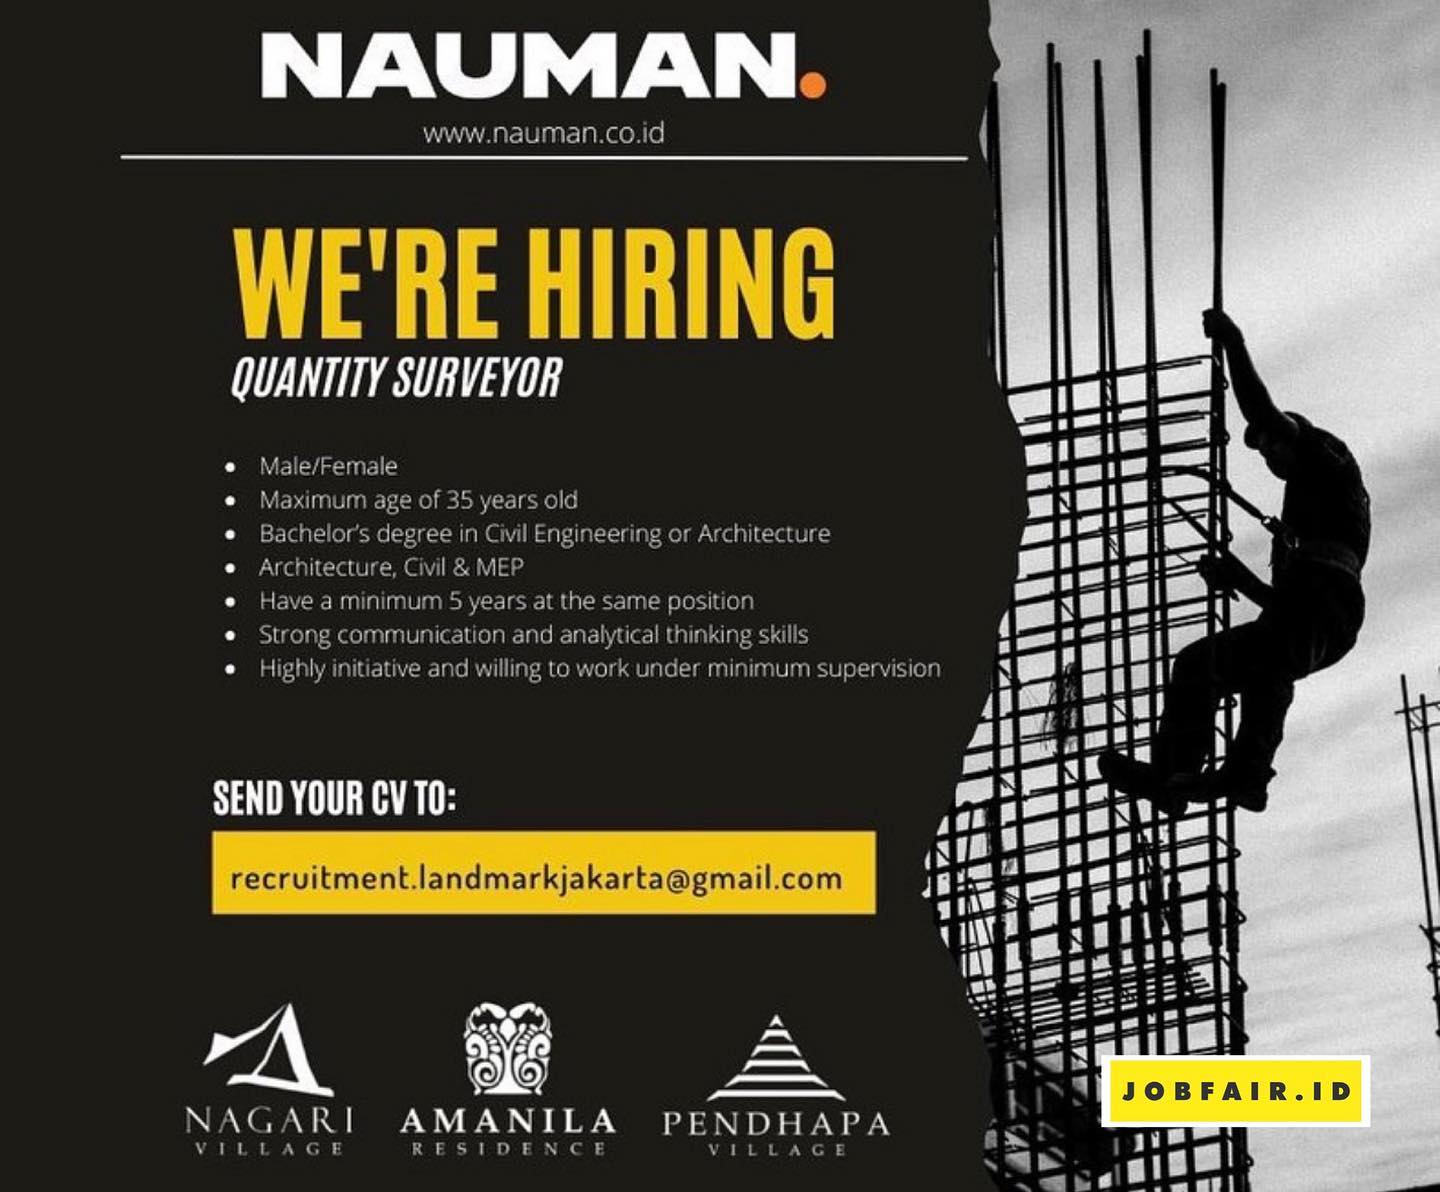 NAUMAN.
www.nauman.co.id
WE'RE HIRING
QUANTITY SURVEYOR
• Male/Female
• Maximum age of 35 years old
• Bachelor’s degree in Civil Engineering or Architecture
• Architecture, Civil & MEP
• Have a minimum 5 years at the same position
• Strong communication and analytical thinking skills
• Highly initiative and willing to work under minimum supervision
SEND YOUR CV TO:
recruitment.landmarkjakarta@gmail.com
NAGARI
VILLAGE
AMANILA
RESIDENCE
PENDHAPA
VILLAGE
JOBFAIR.ID